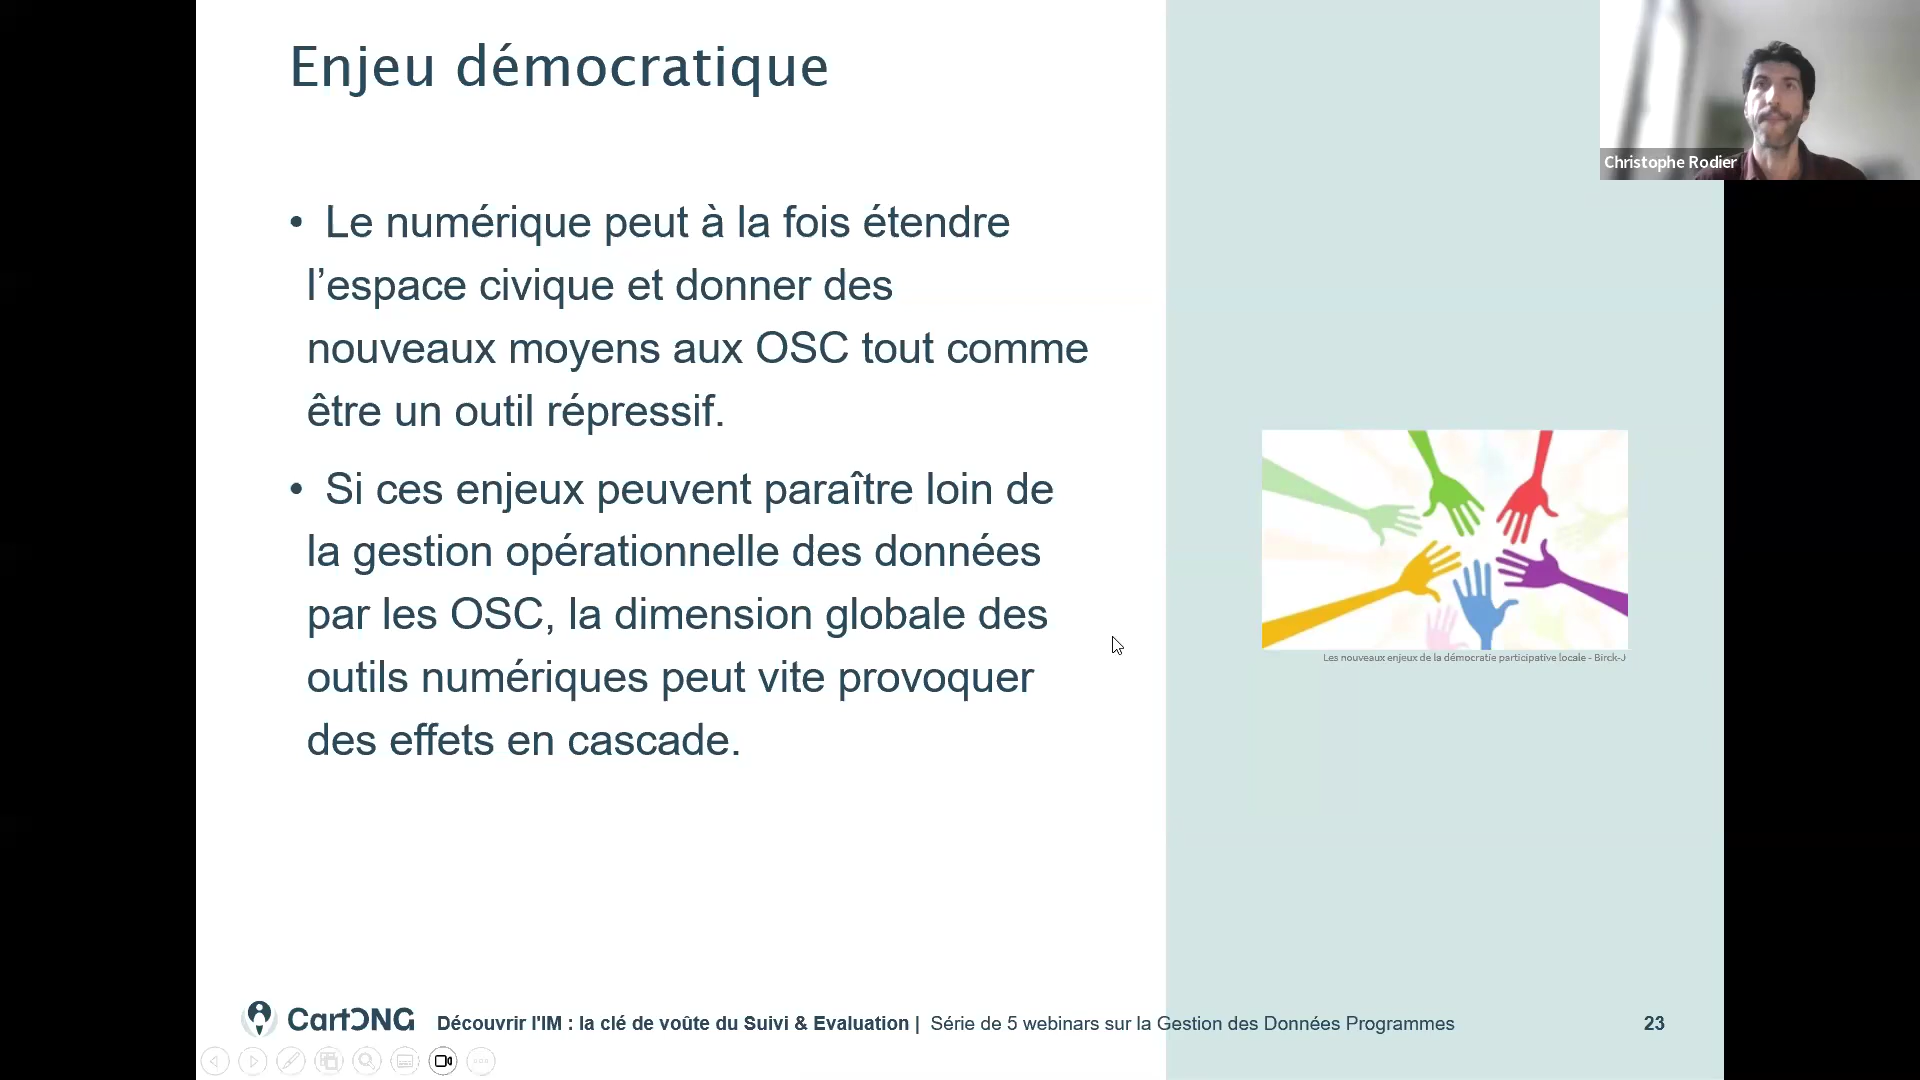 Enjeu démocratique
Christophe Rodier
• Le numérique peut à la fois étendre
l’espace civique et donner des
nouveaux moyens aux OSC tout comme
être un outil répressif.
• Si ces enjeux peuvent paraître loin de
la gestion opérationnelle des données
par les OSC, la dimension globale des
outils numériques peut vite provoquer
des effets en cascade.
Les nouveaux enjeux de la démocratie participative locale - Birck-J
CartONG Découvrir l'IM : la clé de voûte du Suivi & Evaluation | Série de 5 webinars sur la Gestion des Données Programmes 23